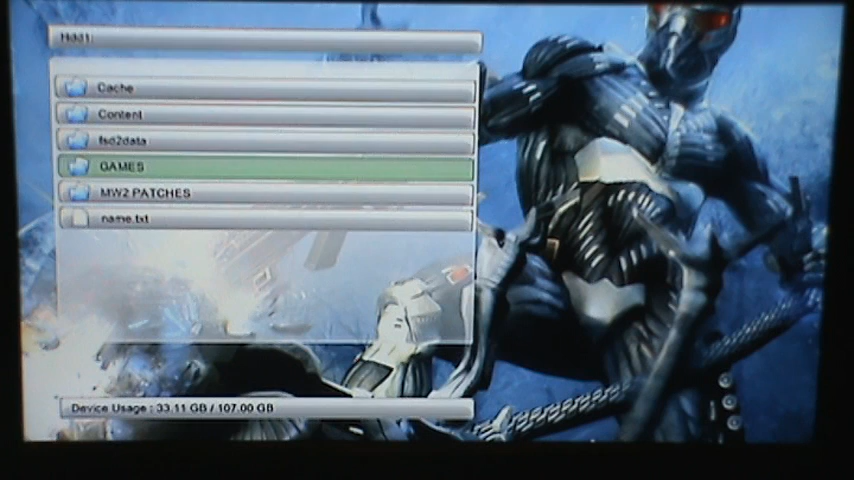 Hdd1:
Cache
Content
fsd2data
GAMES
MW2 PATCHES
name.txt
Device Usage : 33.11 GB / 107.00 GB